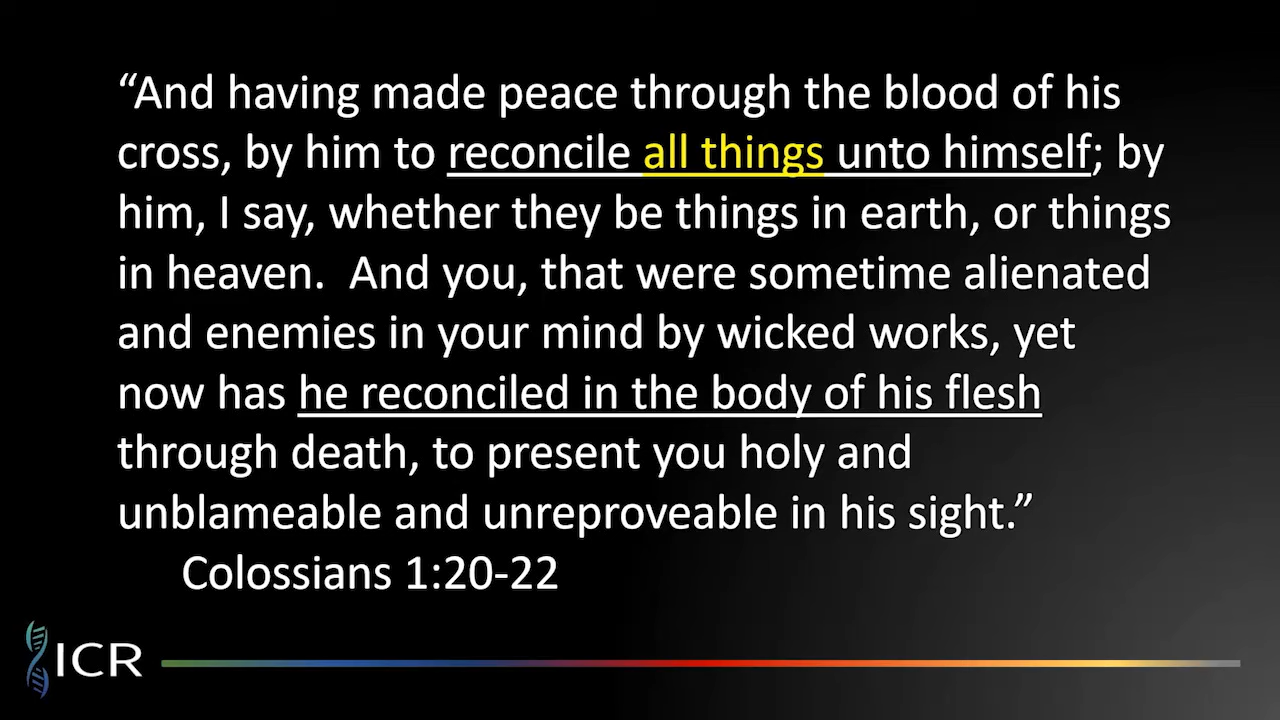 “And having made peace through the blood of his
cross, by him to reconcile all things unto himself; by
him, I say, whether they be things in earth, or things
in heaven.  And you, that were sometime alienated
and enemies in your mind by wicked works, yet
now has he reconciled in the body of his flesh
through death, to present you holy and
unblameable and unreproveable in his sight.”
Colossians 1:20-22
ICR